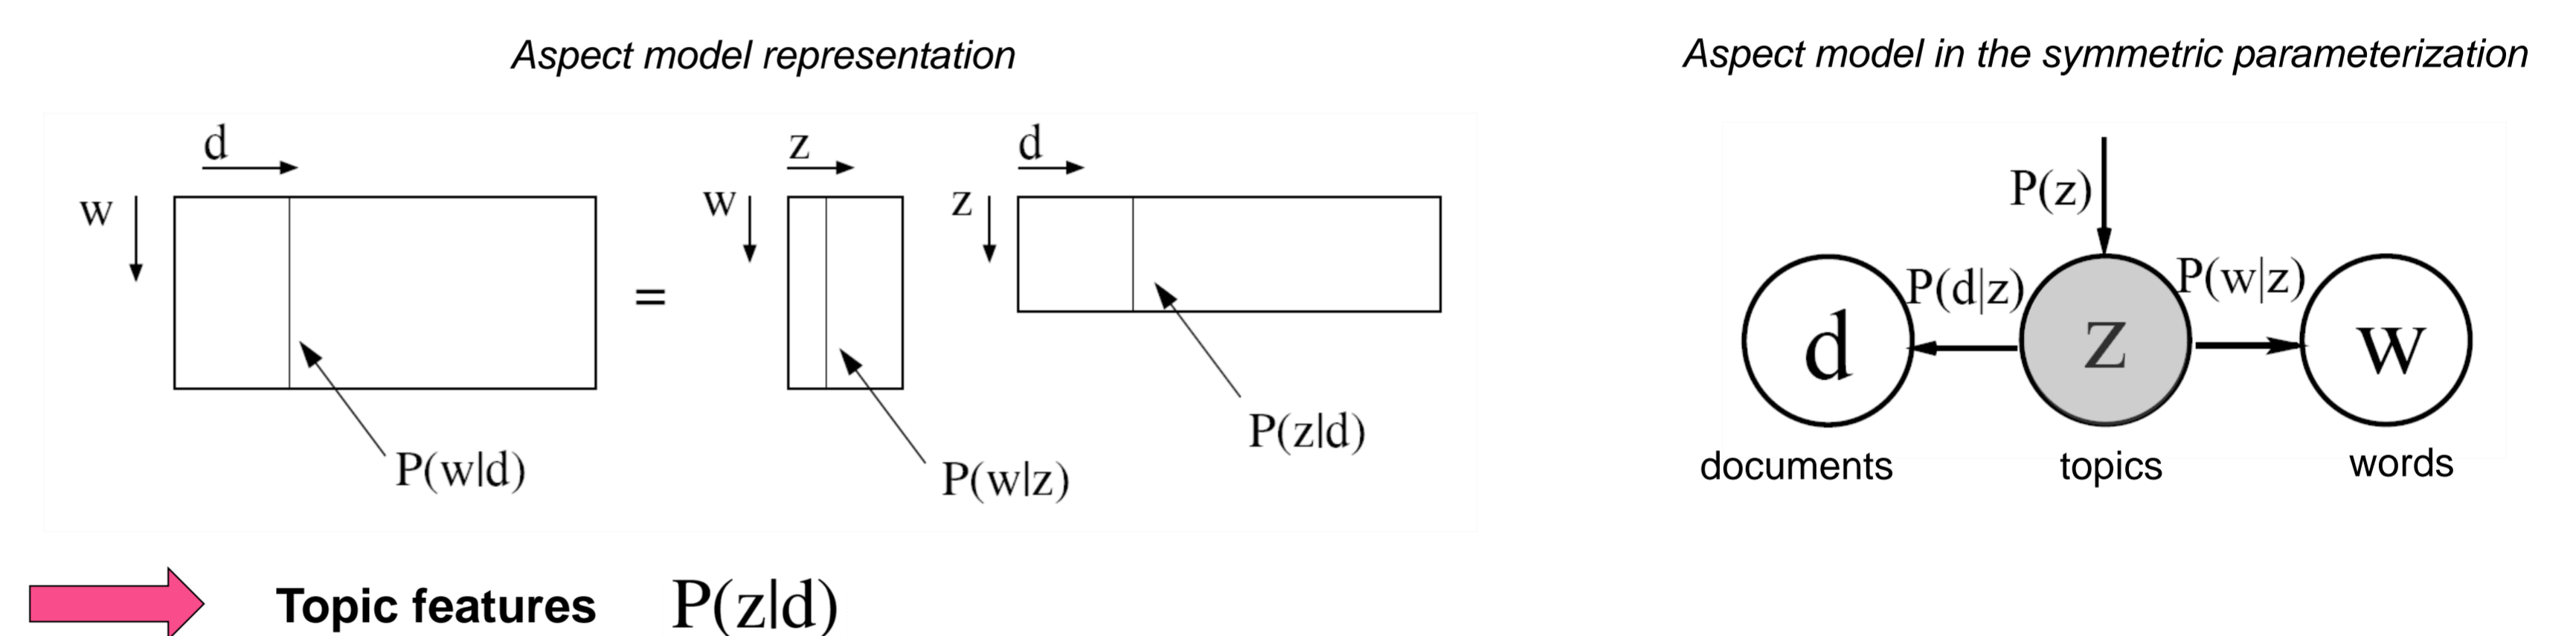 Aspect model representation
d
w
P(w|d)
=
z
w
P(w|z)
d
z
P(z|d)
Aspect model in the symmetric parameterization
P(z)
P(d|z)
P(w|z)
d
z
w
documents
topics
words
Topic features P(z|d)